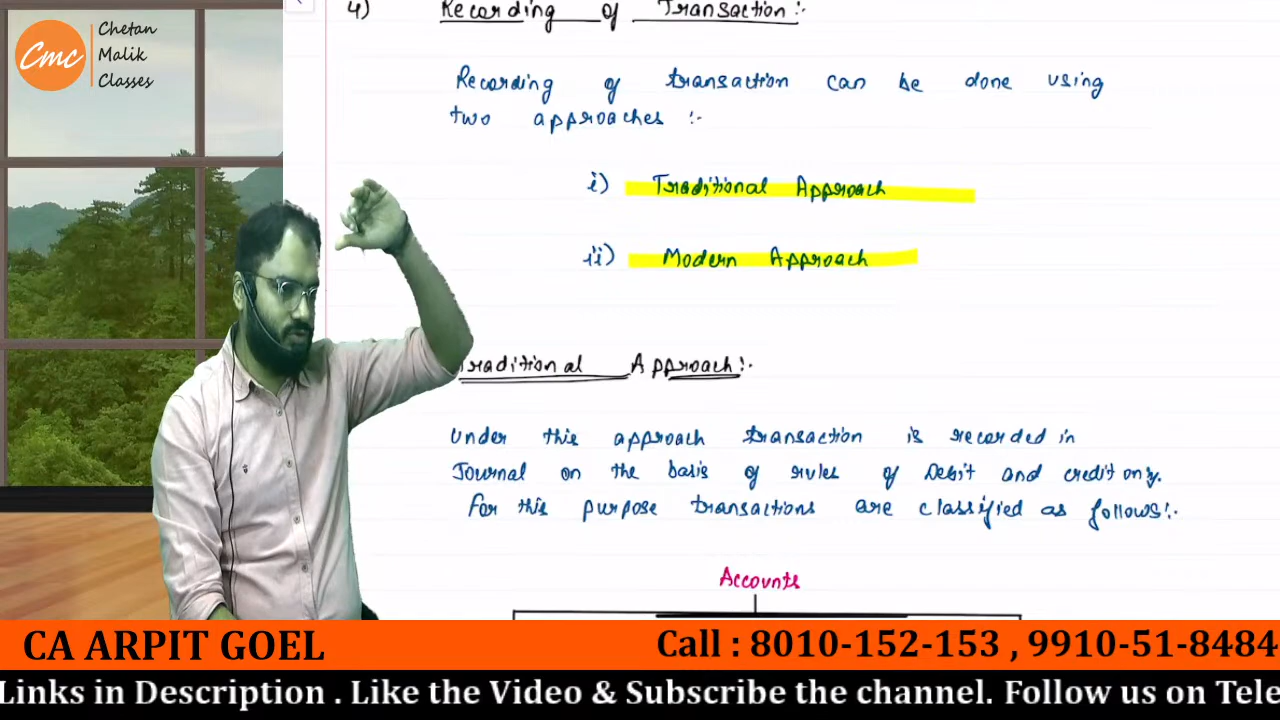 Cmc
Chetan
Malik
Classes
4) Recording of Transaction :-
Recording of transaction can be done using
two approaches :-
i) Traditional Approach
ii) Modern Approach
Traditional Approach :-
Under this approach transaction is recorded in
Journal on the basis of rules of Debit and credit only.
For this purpose transactions are classified as follows :-
Accounts
CA ARPIT GOEL
Call : 8010-152-153 , 9910-51-8484
Links in Description . Like the Video & Subscribe the channel. Follow us on Tele